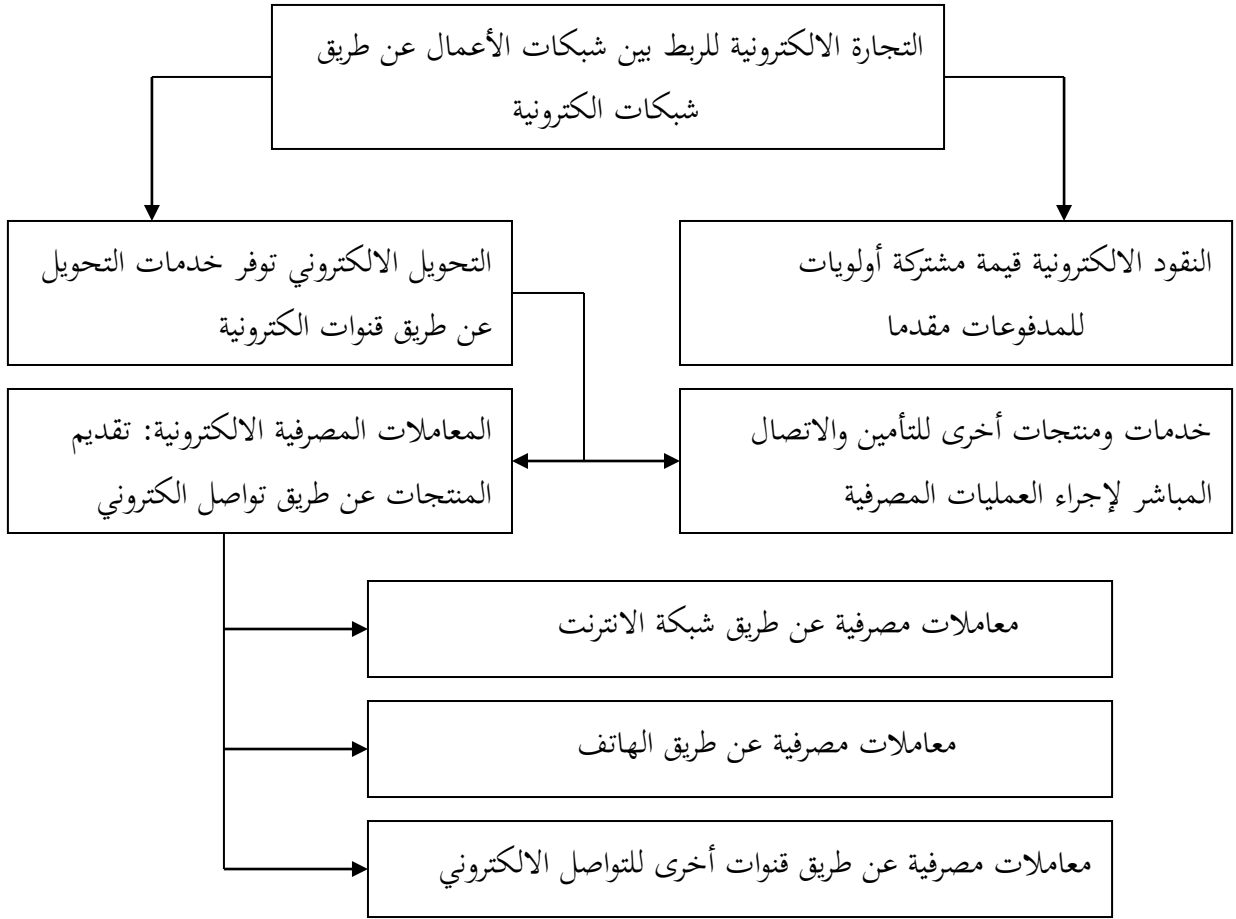 التجارة الالكترونية للربط بين شبكات الأعمال عن طريق
شبكات الكترونية
النقود الالكترونية قيمة مشتركة أولويات
للمدفوعات مقدما
التحويل الالكتروني توفر خدمات التحويل
عن طريق قنوات الكترونية
خدمات ومنتجات أخرى للتأمين والاتصال
المباشر لإجراء العمليات المصرفية
المعاملات المصرفية الالكترونية: تقديم
المنتجات عن طريق تواصل الكتروني
معاملات مصرفية عن طريق شبكة الانترنت
معاملات مصرفية عن طريق الهاتف
معاملات مصرفية عن طريق قنوات أخرى للتواصل الالكتروني